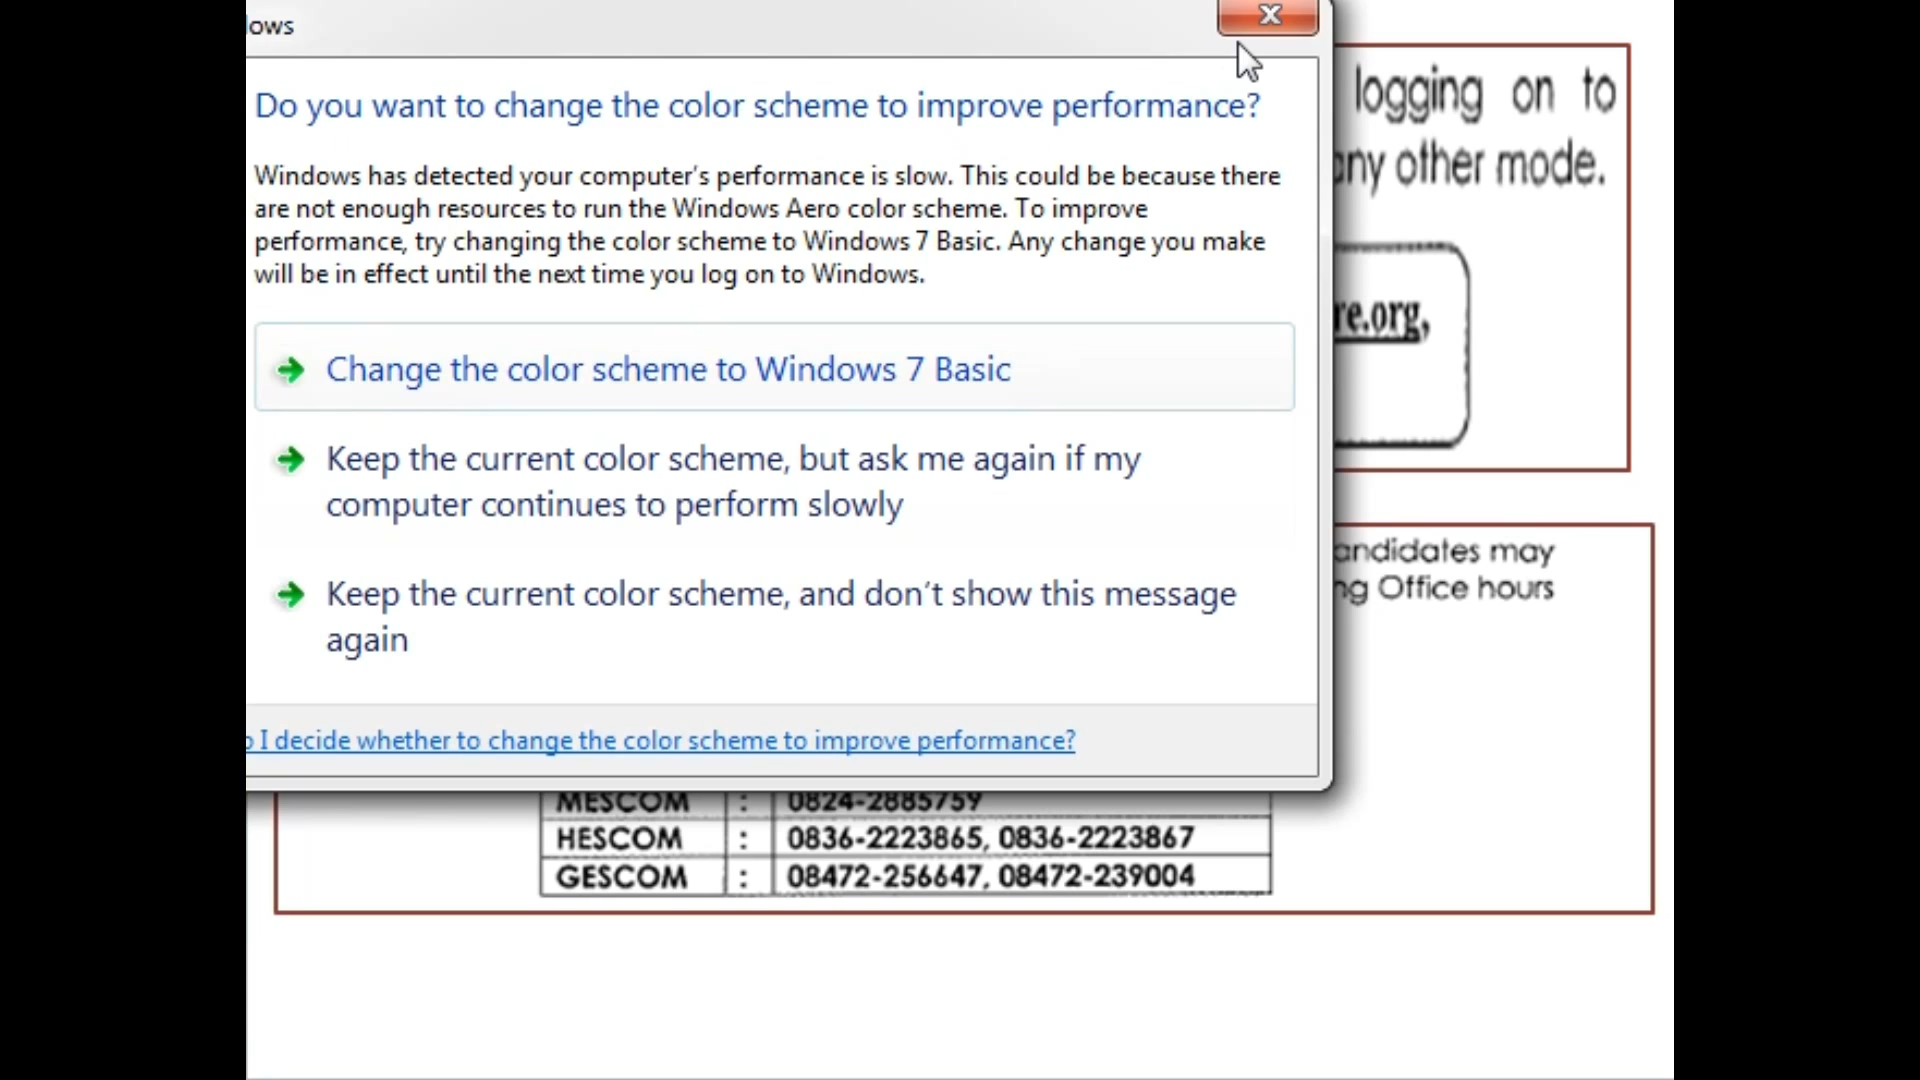 ows
Do you want to change the color scheme to improve performance?
Windows has detected your computer's performance is slow. This could be because there
are not enough resources to run the Windows Aero color scheme. To improve
performance, try changing the color scheme to Windows 7 Basic. Any change you make
will be in effect until the next time you log on to Windows.
Change the color scheme to Windows 7 Basic
Keep the current color scheme, but ask me again if my
computer continues to perform slowly
Keep the current color scheme, and don't show this message
again
I decide whether to change the color scheme to improve performance?
logging on to
any other mode.
re.org,
andidates may
ng Office hours
MESCOM : 0824-2885759
HESCOM : 0836-2223865, 0836-2223867
GESCOM : 08472-256647, 08472-239004